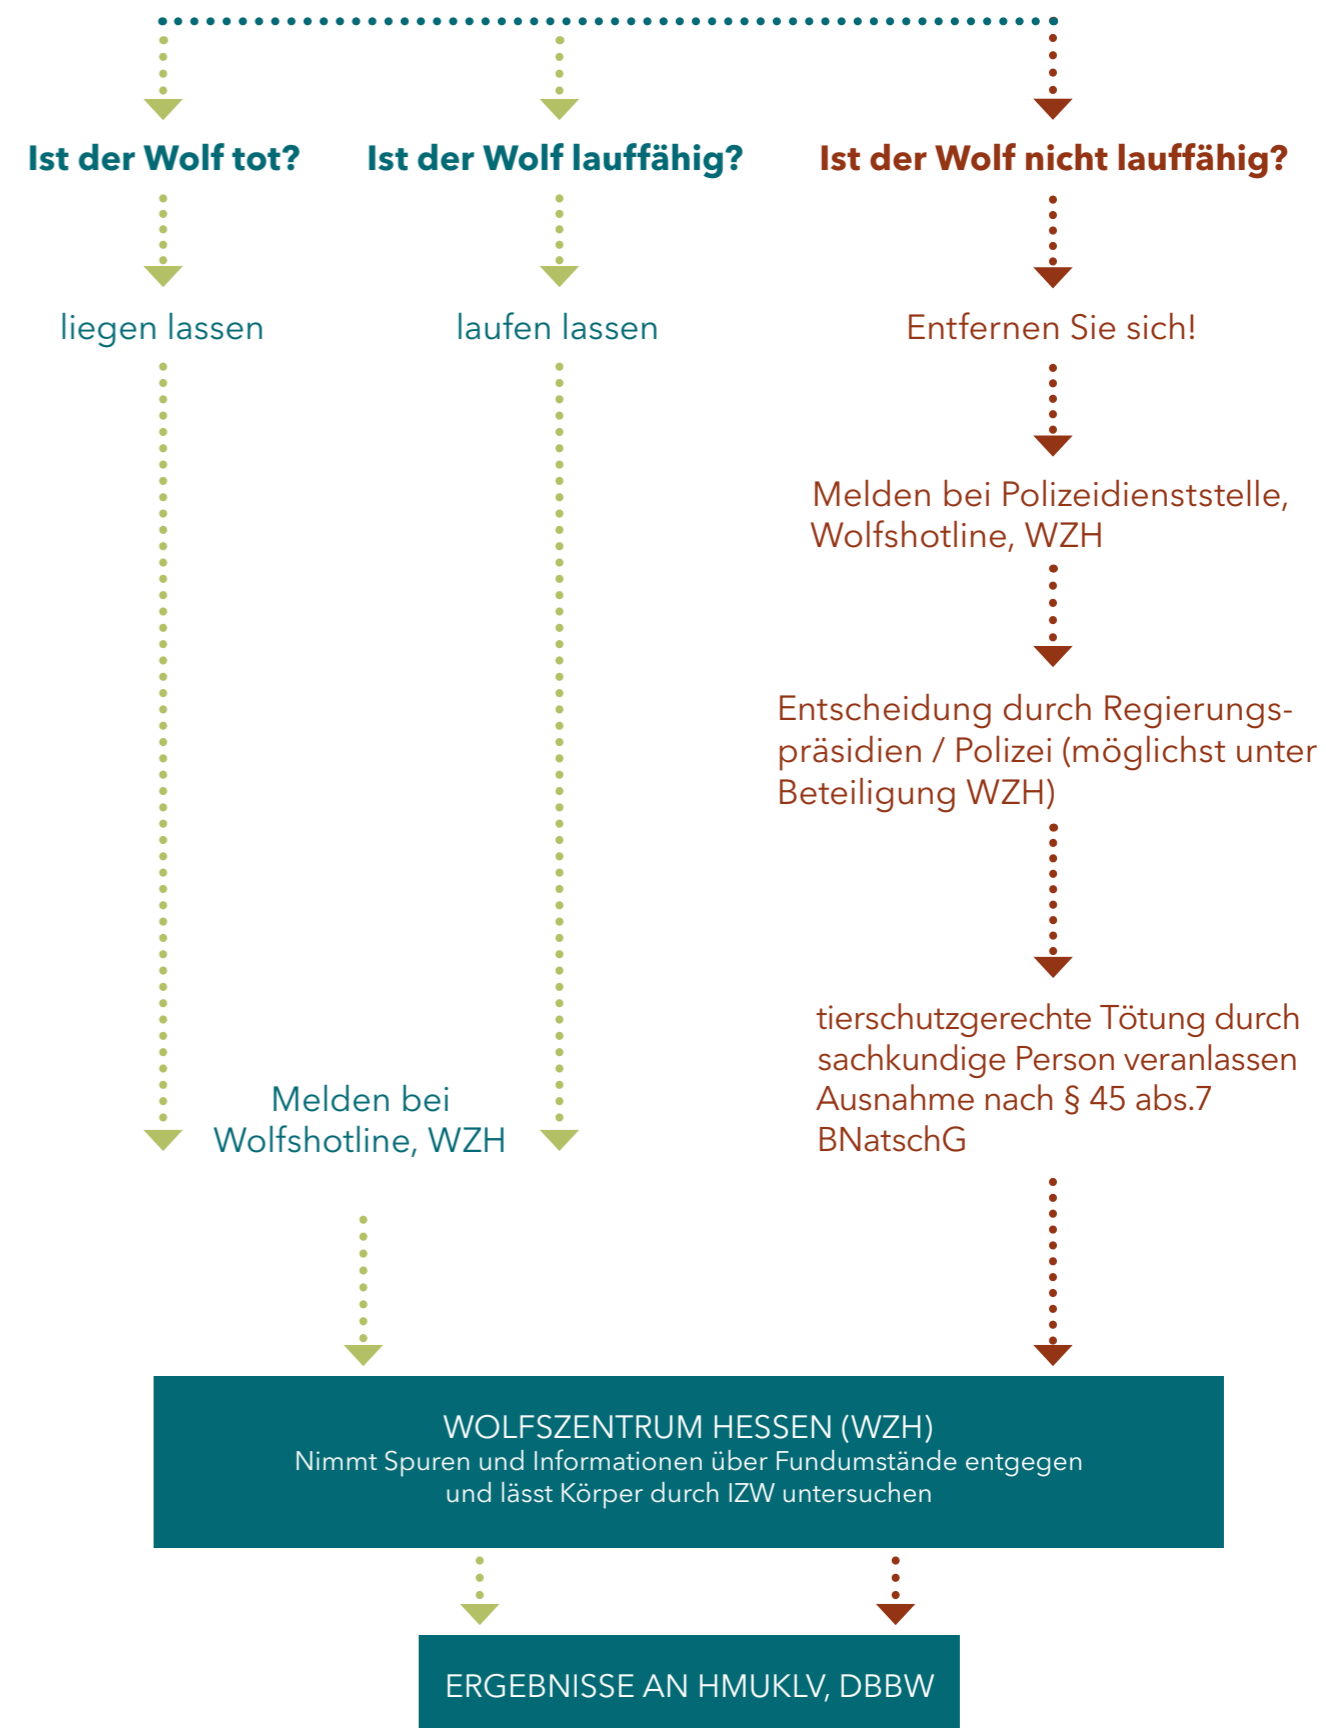 Ist der Wolf tot?
Ist der Wolf lauffähig?
Ist der Wolf nicht lauffähig?
liegen lassen
laufen lassen
Entfernen Sie sich!
Melden bei Polizeidienststelle,
Wolfshotline, WZH
Entscheidung durch Regierungs-
präsidien / Polizei (möglichst unter
Beteiligung WZH)
tierschutzgerechte Tötung durch
sachkundige Person veranlassen
Ausnahme nach § 45 abs.7
BNatschG
Melden bei
Wolfshotline, WZH
WOLFSZENTRUM HESSEN (WZH)
Nimmt Spuren und Informationen über Fundumstände entgegen
und lässt Körper durch IZW untersuchen
ERGEBNISSE AN HMUKLV, DBBW